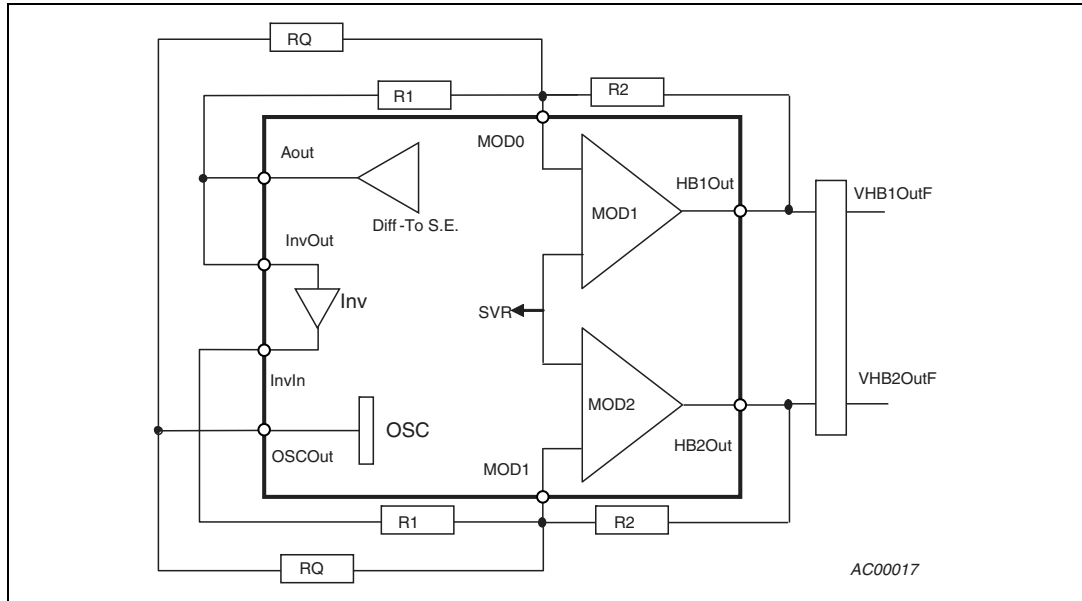 RQ
R1
R2
MOD0
Aout
HB1Out
VHB1OutF
MOD1
Diff -To S.E.
InvOut
Inv
SVR
InvIn
VHB2OutF
MOD2
OSC
OSCOut
HB2Out
MOD1
R1
R2
RQ
AC00017